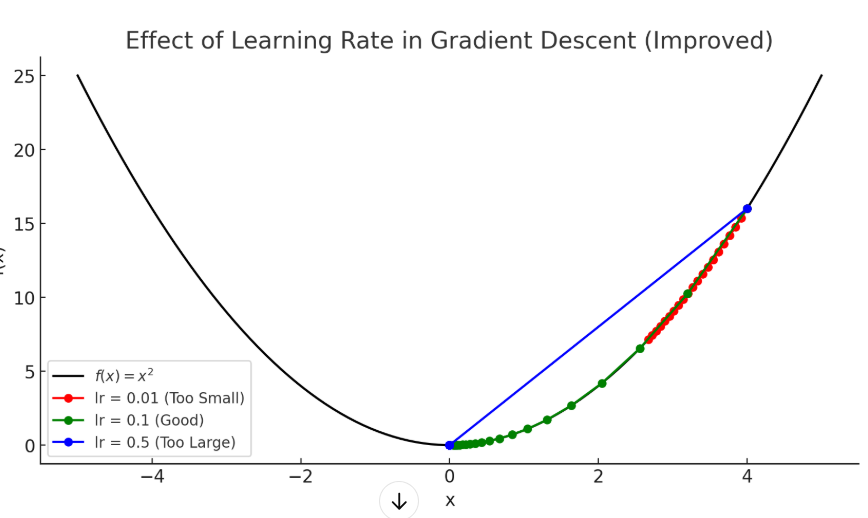 Effect of Learning Rate in Gradient Descent (Improved)
25
20
15
10
5
0
f(x) = x²
lr = 0.01 (Too Small)
lr = 0.1 (Good)
lr = 0.5 (Too Large)
−4
−2
0
2
4
x